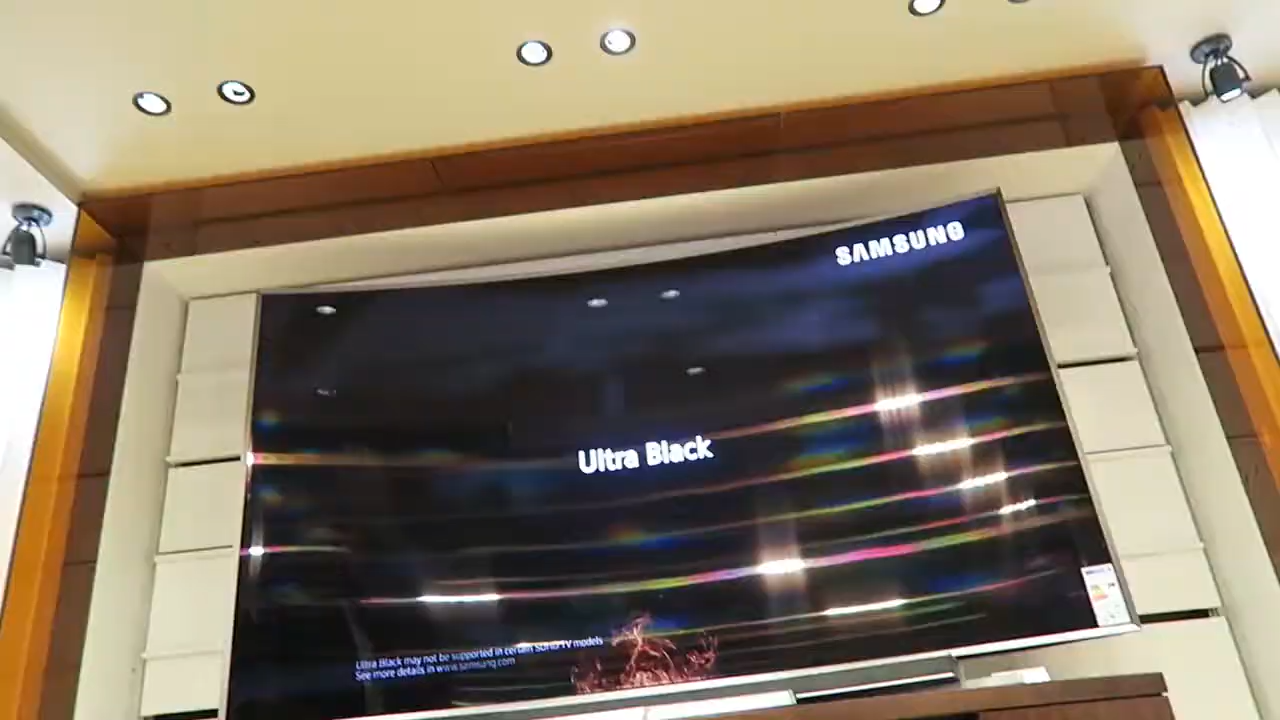 SAMSUNG
Ultra Black
Ultra Black may not be supported in certain SUHD TV models
See more details in www.samsung.com